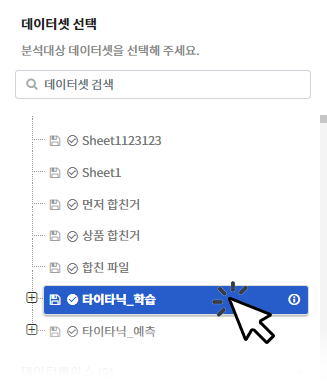 데이터셋 선택
분석대상 데이터셋을 선택해 주세요.
데이터셋 검색
Sheet1123123
Sheet1
먼저 합친거
상품 합친거
합친 파일
타이타닉_학습
타이타닉_예측